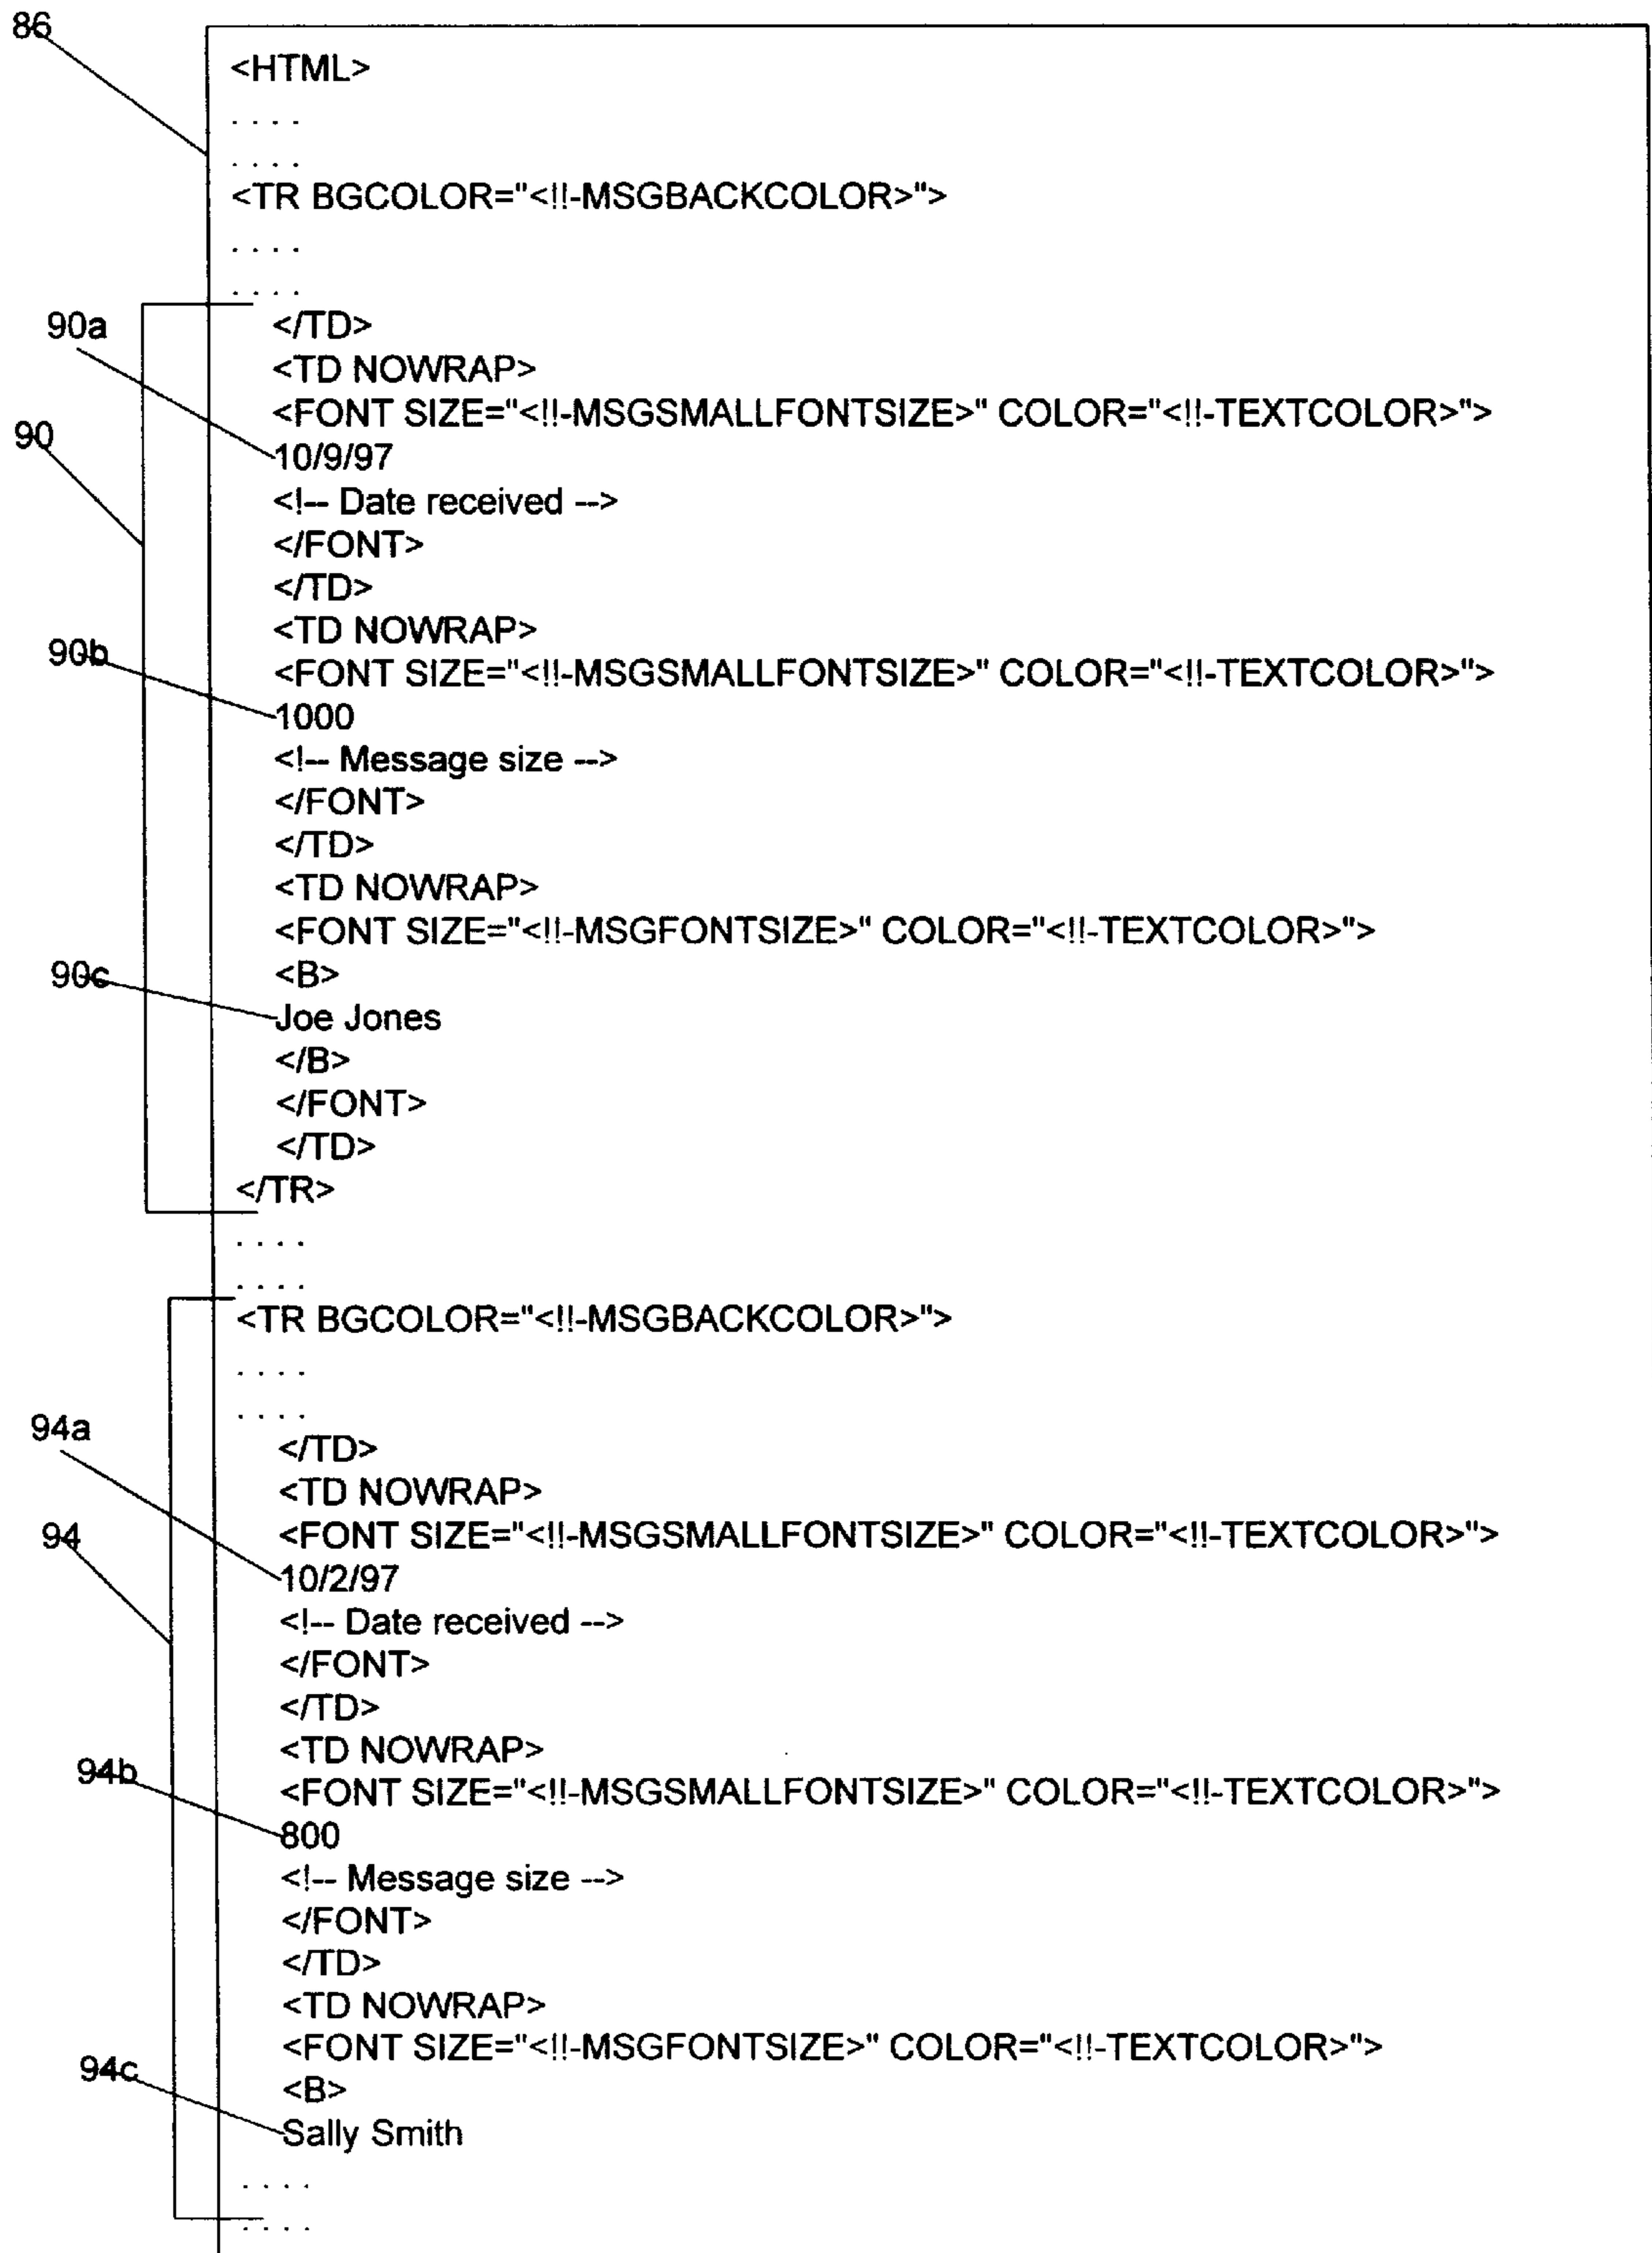 86
<HTML>
. . . .
. . . .
<TR BGCOLOR="<!!-MSGBACKCOLOR>">
. . . .
. . . .
</TD>
90a
<TD NOWRAP>
<FONT SIZE="<!!-MSGSMALLFONTSIZE>" COLOR="<!!-TEXTCOLOR>">
90
10/9/97
<!-- Date received -->
</FONT>
</TD>
<TD NOWRAP>
90b
<FONT SIZE="<!!-MSGSMALLFONTSIZE>" COLOR="<!!-TEXTCOLOR>">
1000
<!-- Message size -->
</FONT>
</TD>
<TD NOWRAP>
<FONT SIZE="<!!-MSGFONTSIZE>" COLOR="<!!-TEXTCOLOR>">
90c
<B>
Joe Jones
</B>
</FONT>
</TD>
</TR>
. . . .
. . . .
<TR BGCOLOR="<!!-MSGBACKCOLOR>">
. . . .
. . . .
94a
</TD>
<TD NOWRAP>
94
<FONT SIZE="<!!-MSGSMALLFONTSIZE>" COLOR="<!!-TEXTCOLOR>">
10/2/97
<!-- Date received -->
</FONT>
</TD>
<TD NOWRAP>
94b
<FONT SIZE="<!!-MSGSMALLFONTSIZE>" COLOR="<!!-TEXTCOLOR>">
800
<!-- Message size -->
</FONT>
</TD>
<TD NOWRAP>
<FONT SIZE="<!!-MSGFONTSIZE>" COLOR="<!!-TEXTCOLOR>">
94c
<B>
Sally Smith
. . . .
. . . .